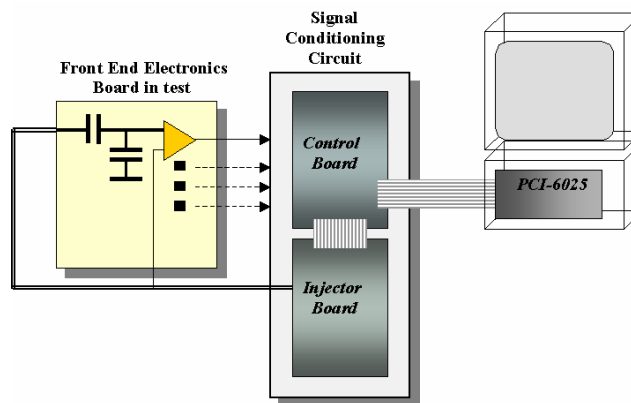 Signal
Conditioning
Circuit
Front End Electronics
Board in test
Control
Board
PCI-6025
Injector
Board